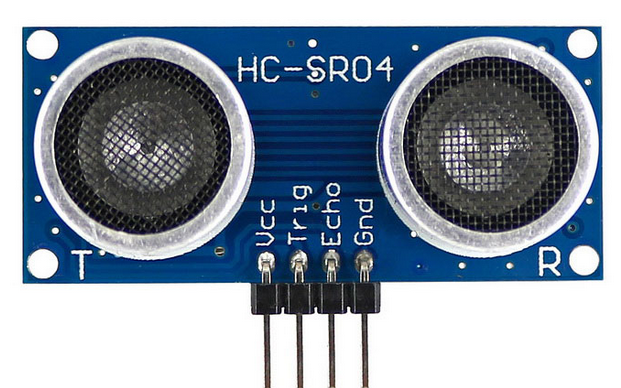 HC-SR04
Vcc
Trig
Echo
Gnd
T
R